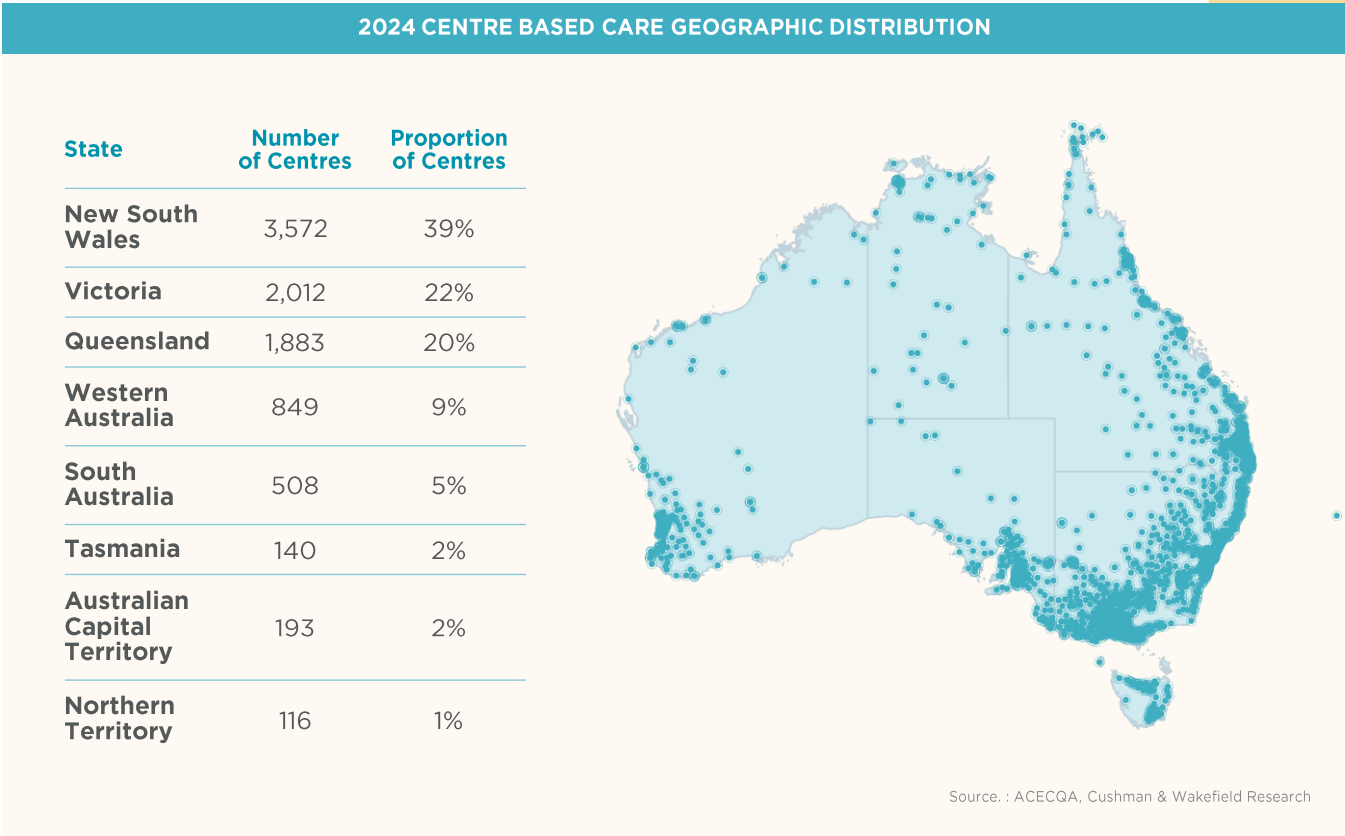 2024 CENTRE BASED CARE GEOGRAPHIC DISTRIBUTION
State
Number
of Centres
Proportion
of Centres
New South
Wales
3,572
39%
Victoria
2,012
22%
Queensland
1,883
20%
Western
Australia
849
9%
South
Australia
508
5%
Tasmania
140
2%
Australian
Capital
Territory
193
2%
Northern
Territory
116
1%
Source. : ACECQA, Cushman & Wakefield Research